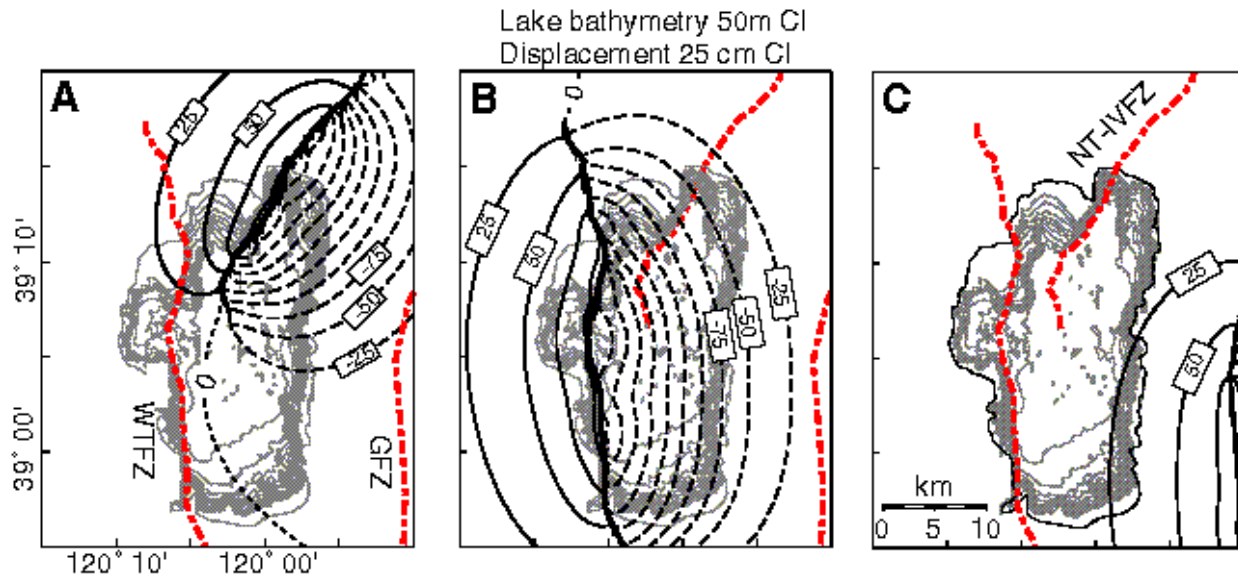 Lake bathymetry 50m CI
Displacement 25 cm CI
A
25
50
-75
-50
-25
0
WTFZ
GFZ
39° 10'
39° 00'
120° 10' 120° 00'
B
0
25
50
-25
-50
-75
C
NT-IVFZ
25
50
km
0 5 10